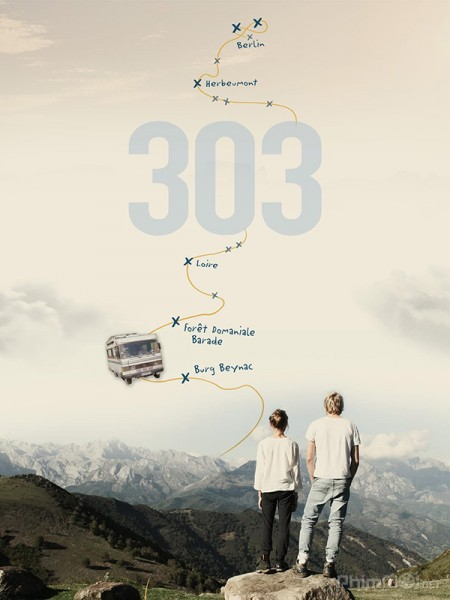 Berlin
Herbeumont
303
Loire
Forêt Domaniale
Barade
Burg Beynac